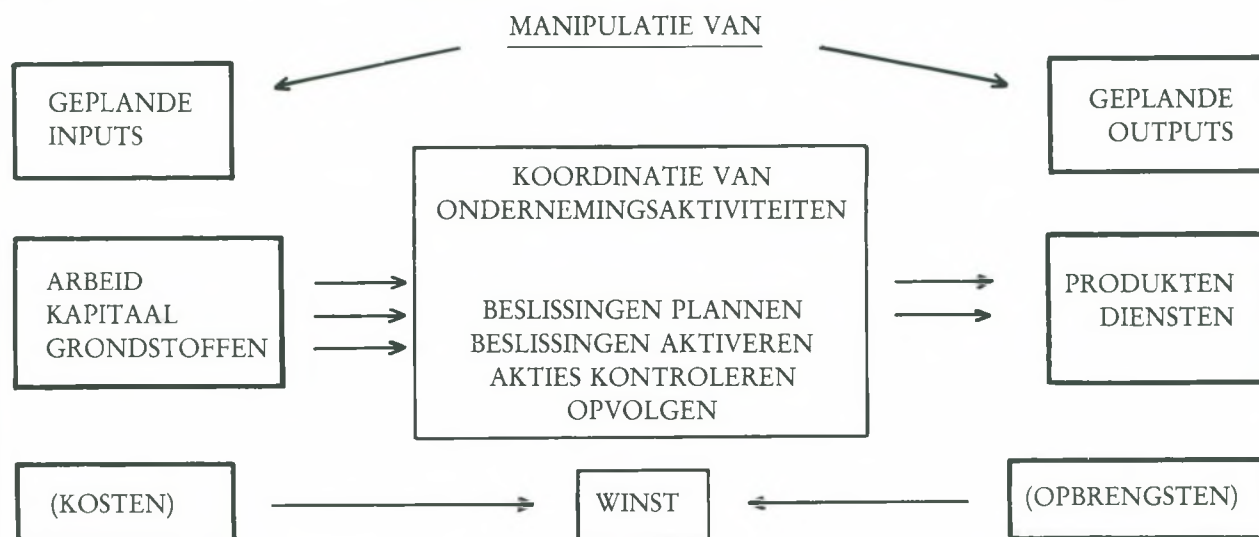 MANIPULATIE VAN
GEPLANDE
INPUTS
GEPLANDE
OUTPUTS
KOORDINATIE VAN
ONDERNEMINGSAKTIVITEITEN
ARBEID
KAPITAAL
GRONDSTOFFEN
BESLISSINGEN PLANNEN
BESLISSINGEN AKTIVEREN
AKTIES KONTROLEREN
OPVOLGEN
PRODUKTEN
DIENSTEN
(KOSTEN)
WINST
(OPBRENGSTEN)